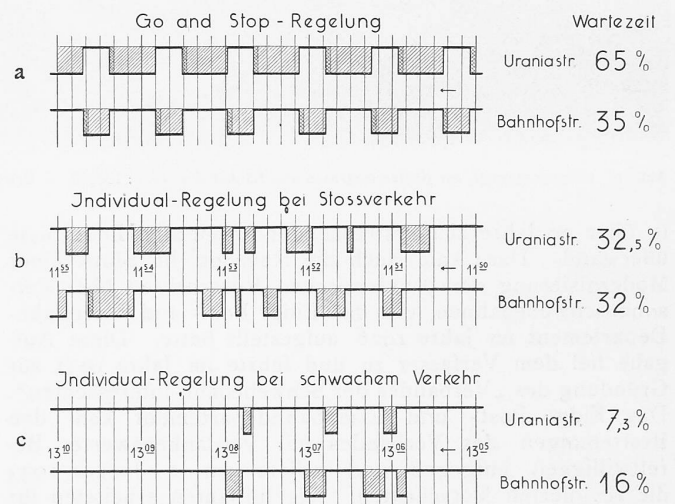 Go and Stop - Regelung Wartezeit
a Uraniastr. 65 %
Bahnhofstr. 35 %
Individual-Regelung bei Stossverkehr
b Uraniastr. 32,5 %
11 55 11 54 11 53 11 52 11 51 11 50
Bahnhofstr. 32 %
Individual-Regelung bei schwachem Verkehr
c Uraniastr. 7,3 %
13 10 13 09 13 08 13 07 13 06 13 05
Bahnhofstr. 16 %